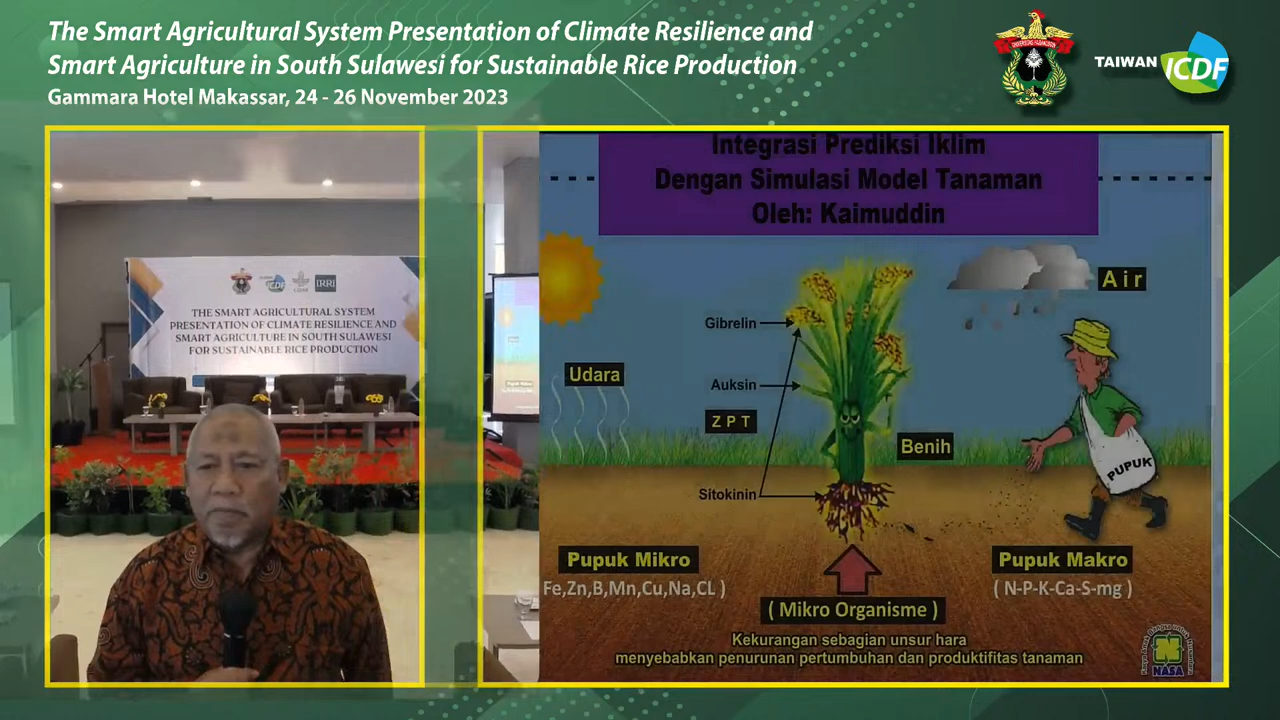 The Smart Agricultural System Presentation of Climate Resilience and
Smart Agriculture in South Sulawesi for Sustainable Rice Production
Gammara Hotel Makassar, 24 - 26 November 2023
UNIVERSITAS HASANUDDIN
TAIWAN ICDF
ICDF
IRRI
THE SMART AGRICULTURAL SYSTEM
PRESENTATION OF CLIMATE RESILIENCE AND
SMART AGRICULTURE IN SOUTH SULAWESI
FOR SUSTAINABLE RICE PRODUCTION
Integrasi Prediksi Iklim
Dengan Simulasi Model Tanaman
Oleh: Kaimuddin
Air
Gibrelin
Udara
Auksin
ZPT
Benih
PUPUK
Sitokinin
Pupuk Mikro
Fe,Zn,B,Mn,Cu,Na,CL )
Pupuk Makro
( N-P-K-Ca-S-mg )
( Mikro Organisme )
Kekurangan sebagian unsur hara
menyebabkan penurunan pertumbuhan dan produktifitas tanaman
NASA